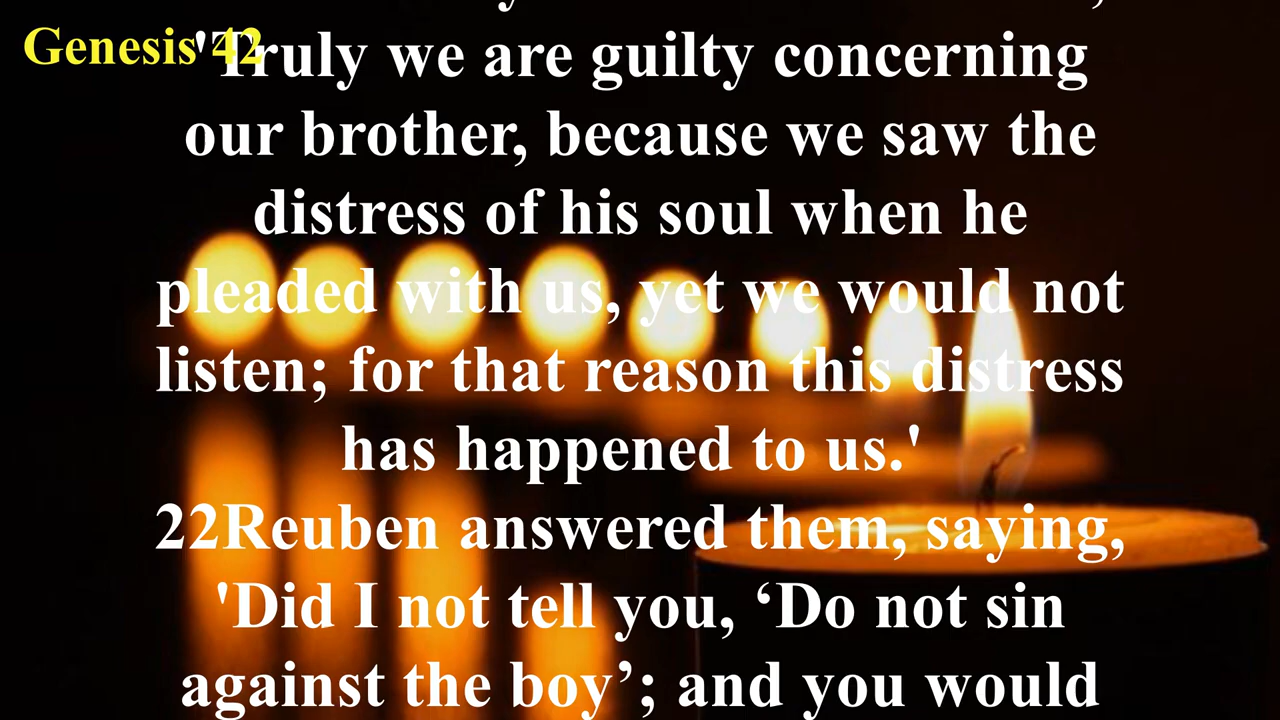 Genesis 42
'Truly we are guilty concerning
our brother, because we saw the
distress of his soul when he
pleaded with us, yet we would not
listen; for that reason this distress
has happened to us.'
22Reuben answered them, saying,
'Did I not tell you, ‘Do not sin
against the boy’; and you would